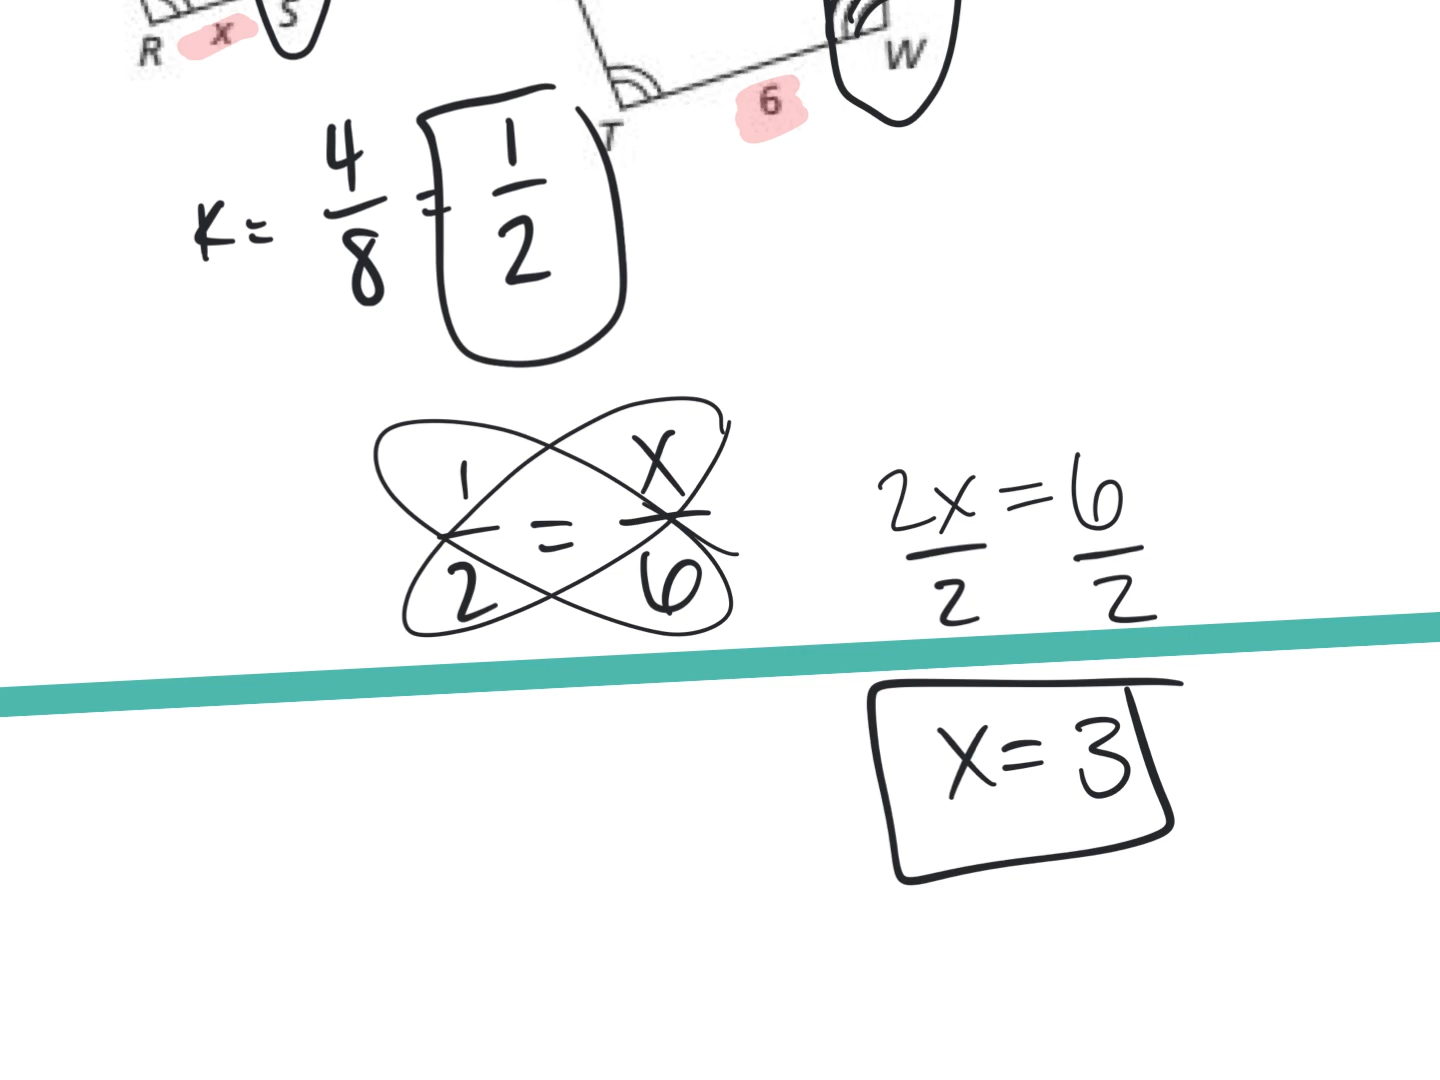 R x S
W
6
T
K = 4/8 = 1/2
1/2 = x/6
2x = 6
2 2
x = 3